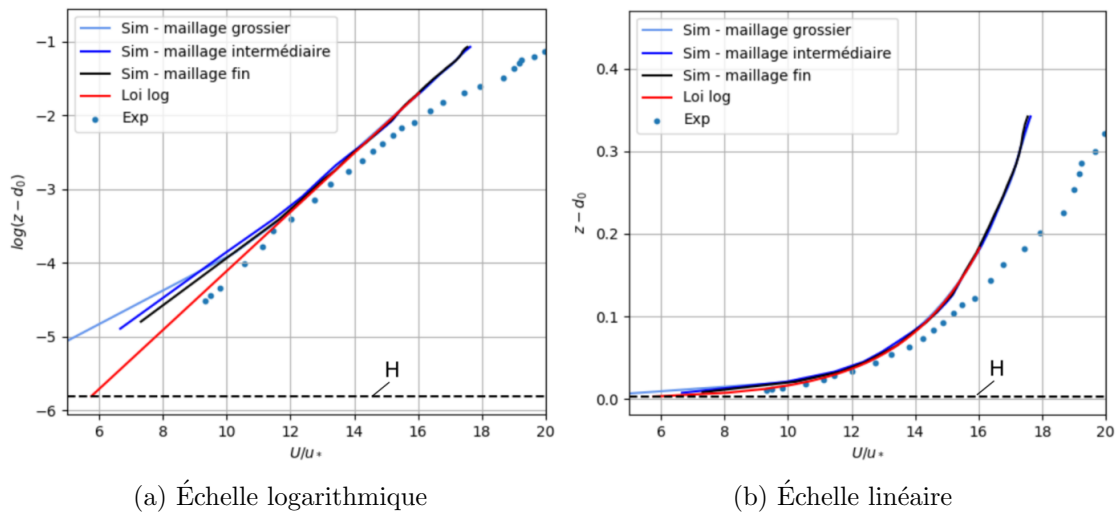 Sim - maillage grossier
Sim - maillage intermédiaire
Sim - maillage fin
Loi log
Exp
−1
−2
−3
−4
−5
−6
log(z − d₀)
H
6 8 10 12 14 16 18 20
U/u*
(a) Échelle logarithmique
Sim - maillage grossier
Sim - maillage intermédiaire
Sim - maillage fin
Loi log
Exp
0.4
0.3
0.2
0.1
0.0
z − d₀
H
6 8 10 12 14 16 18 20
U/u*
(b) Échelle linéaire